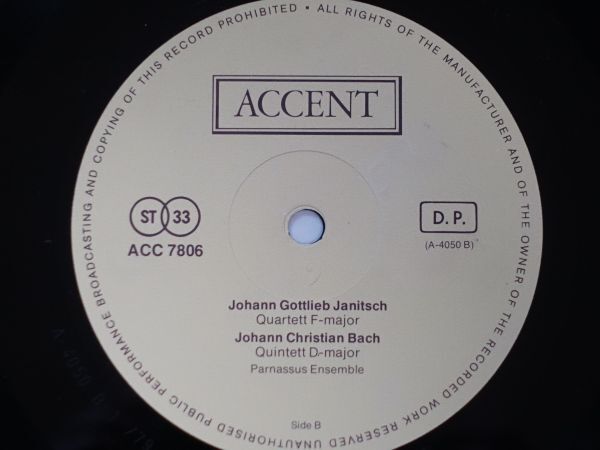 ALL RIGHTS OF THE MANUFACTURER AND OF THE OWNER OF THE RECORDED WORK RESERVED UNAUTHORISED PUBLIC PERFORMANCE BROADCASTING AND COPYING OF THIS RECORD PROHIBITED •
ACCENT
ST 33
ACC 7806
D. P.
(A-4050 B)
Johann Gottlieb Janitsch
Quartett F-major
Johann Christian Bach
Quintett D-major
Parnassus Ensemble
Side B